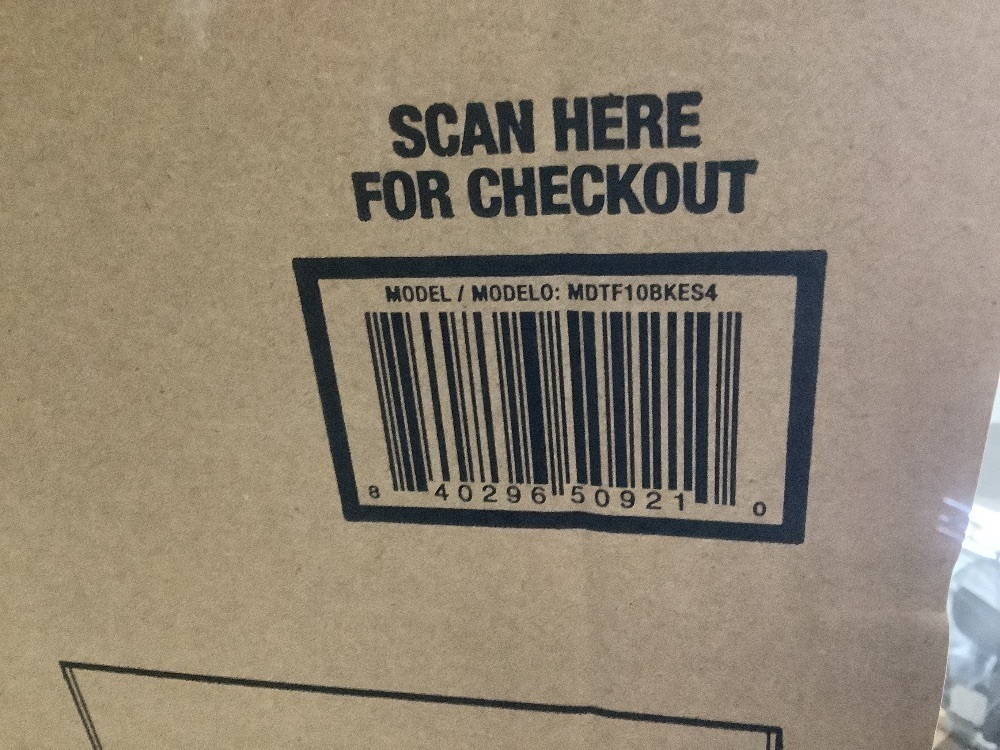 SCAN HERE
FOR CHECKOUT
MODEL / MODELO: MDTF10BKES4
8 40296 50921 0